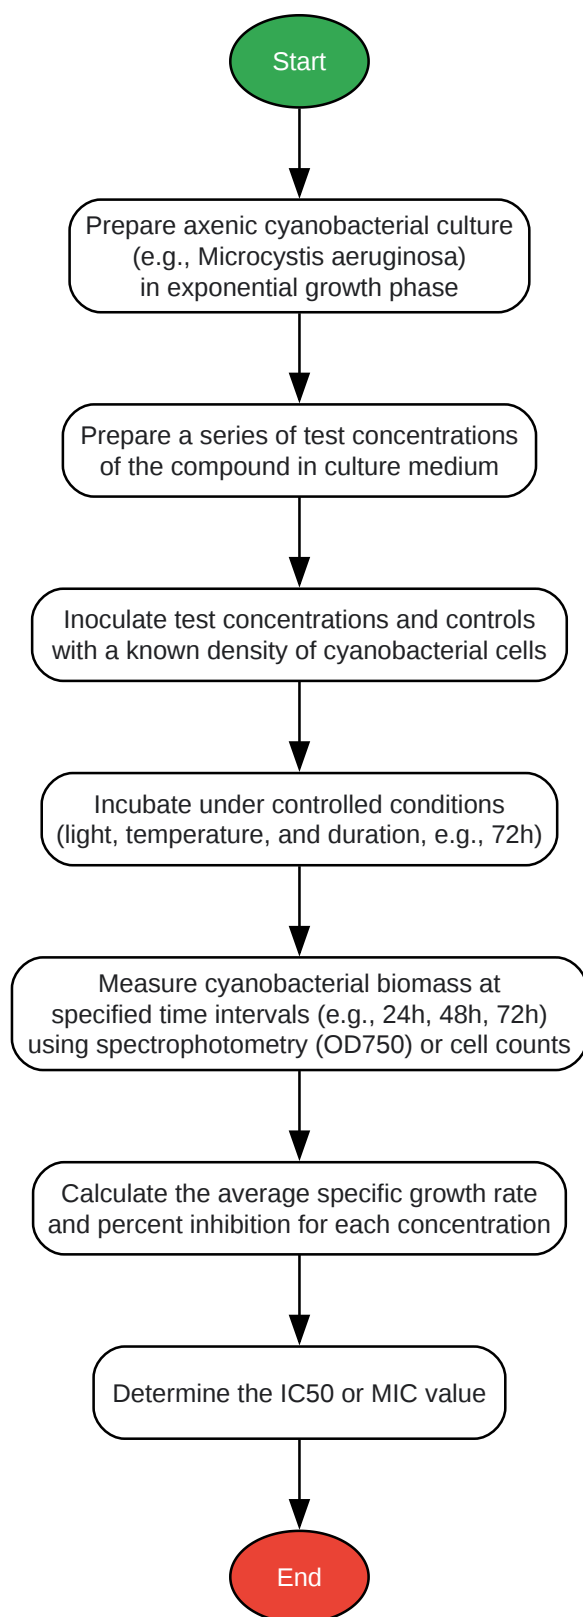 Start
Prepare axenic cyanobacterial culture
(e.g., Microcystis aeruginosa)
in exponential growth phase
Prepare a series of test concentrations
of the compound in culture medium
Inoculate test concentrations and controls
with a known density of cyanobacterial cells
Incubate under controlled conditions
(light, temperature, and duration, e.g., 72h)
Measure cyanobacterial biomass at
specified time intervals (e.g., 24h, 48h, 72h)
using spectrophotometry (OD750) or cell counts
Calculate the average specific growth rate
and percent inhibition for each concentration
Determine the IC50 or MIC value
End